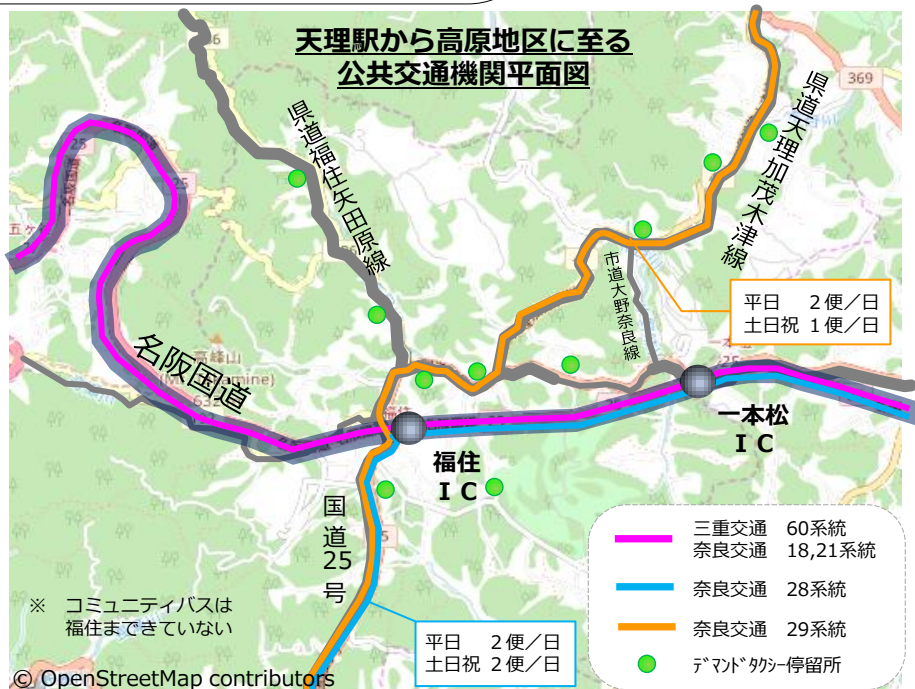 天理駅から高原地区に至る
公共交通機関平面図
369
県道福住矢田原線
県道天理加茂木津線
25
25
五ヶ
市道大野奈良線
平日 2便/日
土日祝 1便/日
名阪国道
高峰山
632
一本松
IC
福住
IC
国道25号
三重交通 60系統
奈良交通 18,21系統
奈良交通 28系統
奈良交通 29系統
デマンドタクシー停留所
※ コミュニティバスは
福住まできていない
平日 2便/日
土日祝 2便/日
© OpenStreetMap contributors